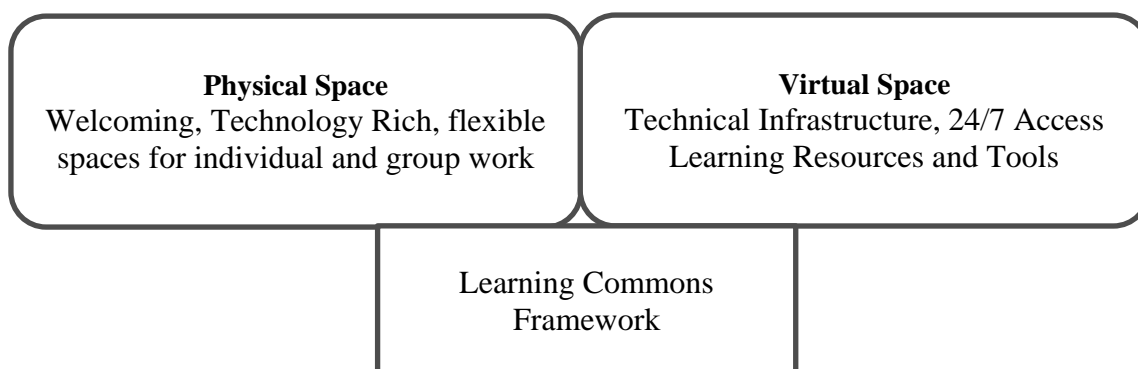 Physical Space
Welcoming, Technology Rich, flexible
spaces for individual and group work
Virtual Space
Technical Infrastructure, 24/7 Access
Learning Resources and Tools
Learning Commons
Framework